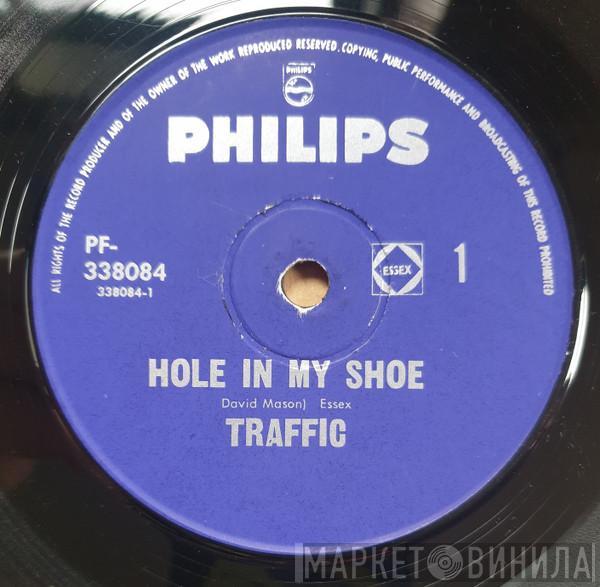 ALL RIGHTS OF THE RECORD PRODUCER AND OF THE OWNER OF THE WORK REPRODUCED RESERVED. COPYING, PUBLIC PERFORMANCE AND BROADCASTING OF THIS RECORD PROHIBITED
PHILIPS
PHILIPS
PF-
338084
338084-1
ESSEX
1
HOLE IN MY SHOE
David Mason) Essex
TRAFFIC
МАРКЕТ ВИНИЛА